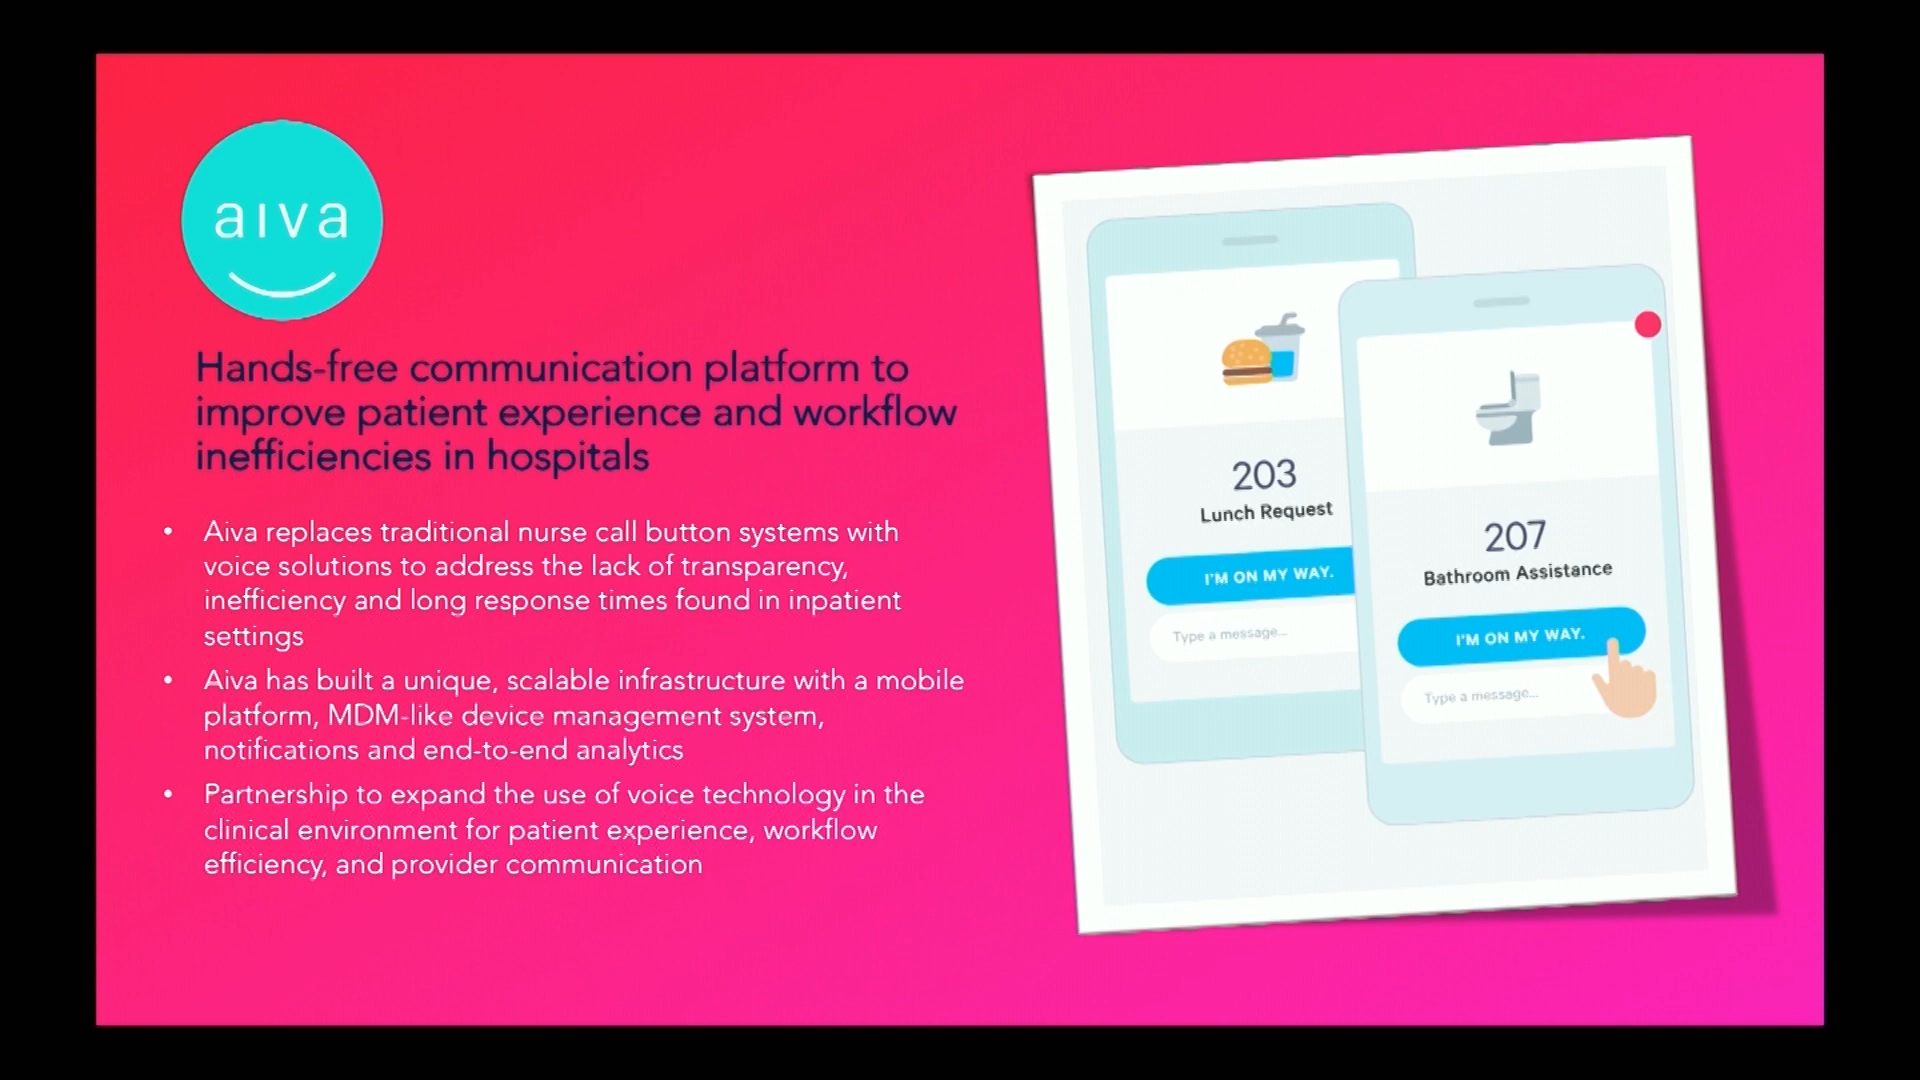 aiva
Hands-free communication platform to
improve patient experience and workflow
inefficiencies in hospitals
• Aiva replaces traditional nurse call button systems with
voice solutions to address the lack of transparency,
inefficiency and long response times found in inpatient
settings
• Aiva has built a unique, scalable infrastructure with a mobile
platform, MDM-like device management system,
notifications and end-to-end analytics
• Partnership to expand the use of voice technology in the
clinical environment for patient experience, workflow
efficiency, and provider communication
203
Lunch Request
I'M ON MY WAY.
Type a message...
207
Bathroom Assistance
I'M ON MY WAY.
Type a message...